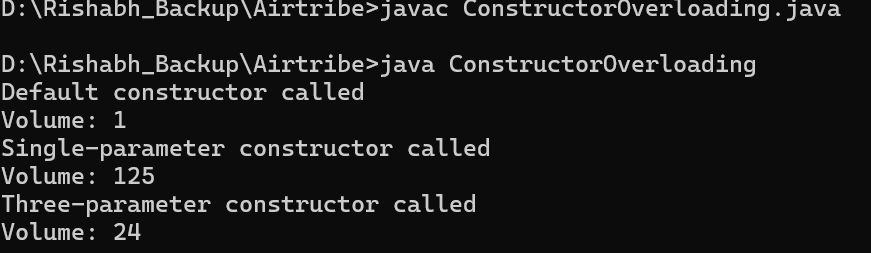 D:\Rishabh_Backup\Airtribe>javac ConstructorOverloading.java
D:\Rishabh_Backup\Airtribe>java ConstructorOverloading
Default constructor called
Volume: 1
Single-parameter constructor called
Volume: 125
Three-parameter constructor called
Volume: 24